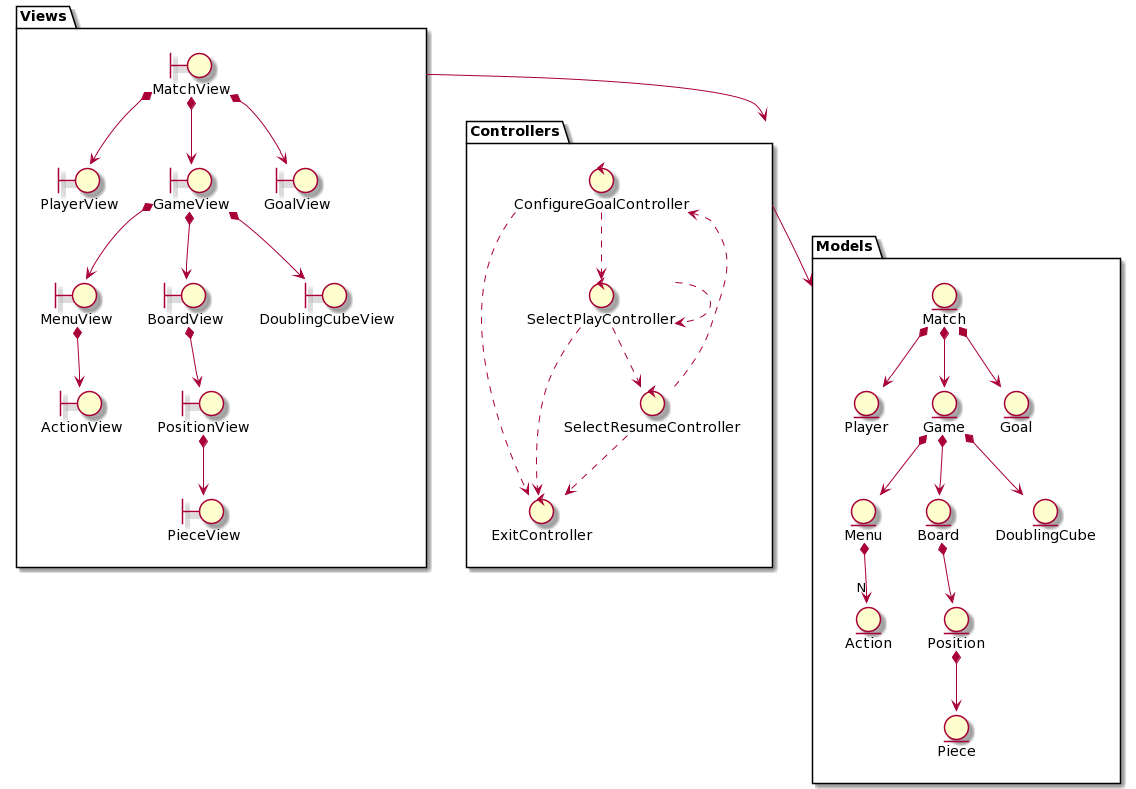 Views
MatchView
PlayerView
GameView
GoalView
MenuView
BoardView
DoublingCubeView
ActionView
PositionView
PieceView
Controllers
ConfigureGoalController
SelectPlayController
SelectResumeController
ExitController
Models
Match
Player
Game
Goal
Menu
Board
DoublingCube
N
Action
Position
Piece